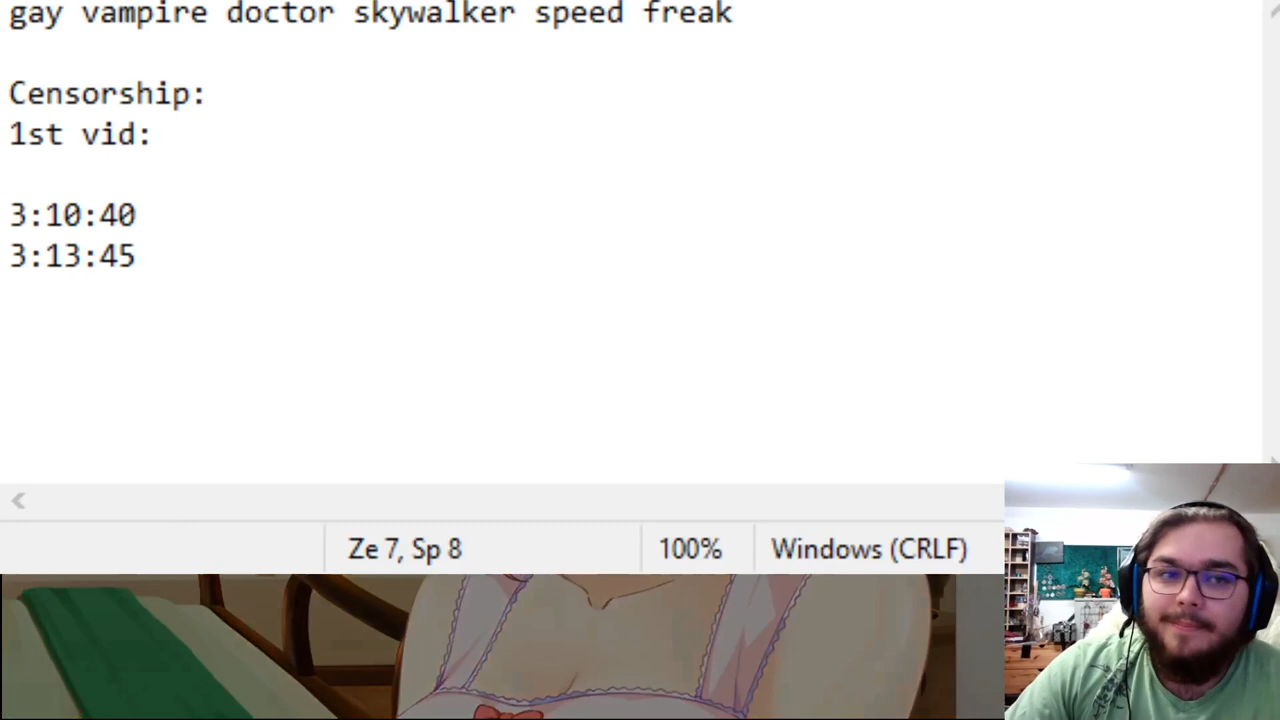 gay vampire doctor skywalker speed freak
Censorship:
1st vid:
3:10:40
3:13:45
Ze 7, Sp 8
100%
Windows (CRLF)